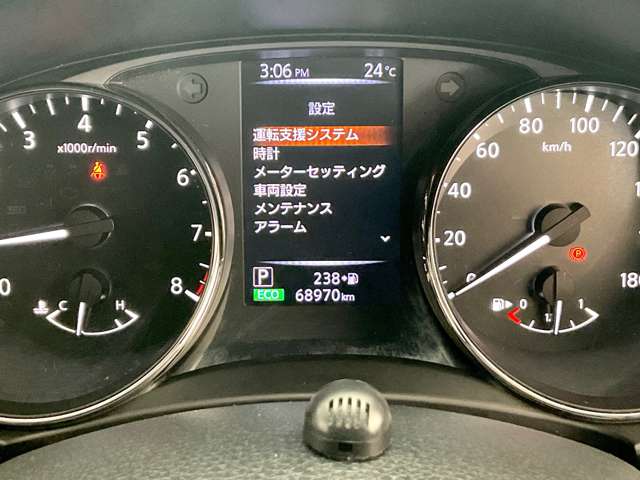 3:06 PM 24°C
設定
運転支援システム
時計
メーターセッティング
車両設定
メンテナンス
アラーム
P 238
ECO 68970km
3 4 5 6 7 8
x1000r/min
C H
0 20 60 80 100 120 180
km/h
P
0 1